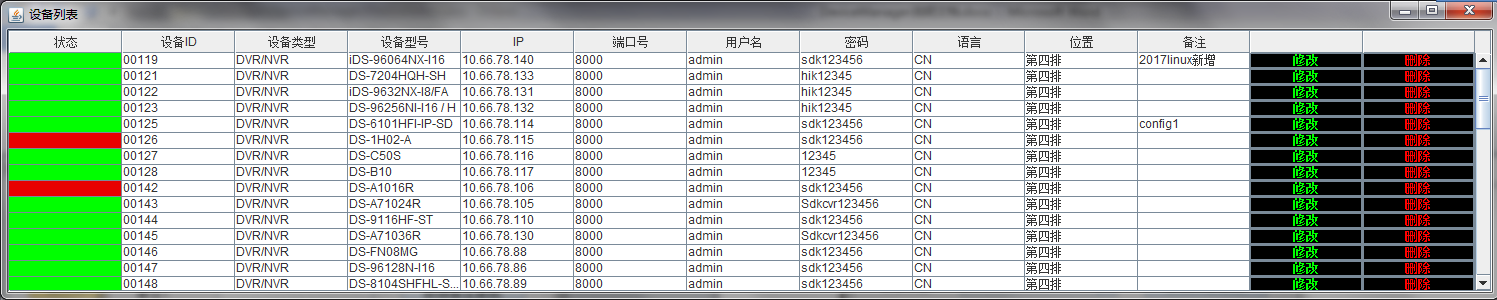 设备列表
状态 设备ID 设备类型 设备型号 IP 端口号 用户名 密码 语言 位置 备注
00119 DVR/NVR iDS-96064NX-I16 10.66.78.140 8000 admin sdk123456 CN 第四排 2017linux新增 修改 删除
00121 DVR/NVR DS-7204HQH-SH 10.66.78.133 8000 admin hik12345 CN 第四排 修改 删除
00122 DVR/NVR iDS-9632NX-I8/FA 10.66.78.131 8000 admin hik12345 CN 第四排 修改 删除
00123 DVR/NVR DS-96256NI-I16 / H 10.66.78.132 8000 admin hik12345 CN 第四排 修改 删除
00125 DVR/NVR DS-6101HFI-IP-SD 10.66.78.114 8000 admin sdk123456 CN 第四排 config1 修改 删除
00126 DVR/NVR DS-1H02-A 10.66.78.115 8000 admin sdk123456 CN 第四排 修改 删除
00127 DVR/NVR DS-C50S 10.66.78.116 8000 admin 12345 CN 第四排 修改 删除
00128 DVR/NVR DS-B10 10.66.78.117 8000 admin 12345 CN 第四排 修改 删除
00142 DVR/NVR DS-A1016R 10.66.78.106 8000 admin sdk123456 CN 第四排 修改 删除
00143 DVR/NVR DS-A71024R 10.66.78.105 8000 admin Sdkcvr123456 CN 第四排 修改 删除
00144 DVR/NVR DS-9116HF-ST 10.66.78.110 8000 admin sdk123456 CN 第四排 修改 删除
00145 DVR/NVR DS-A71036R 10.66.78.130 8000 admin Sdkcvr123456 CN 第四排 修改 删除
00146 DVR/NVR DS-FN08MG 10.66.78.88 8000 admin sdk123456 CN 第四排 修改 删除
00147 DVR/NVR DS-96128N-I16 10.66.78.86 8000 admin sdk123456 CN 第四排 修改 删除
00148 DVR/NVR DS-8104SHFHL-S... 10.66.78.89 8000 admin sdk123456 CN 第四排 修改 删除